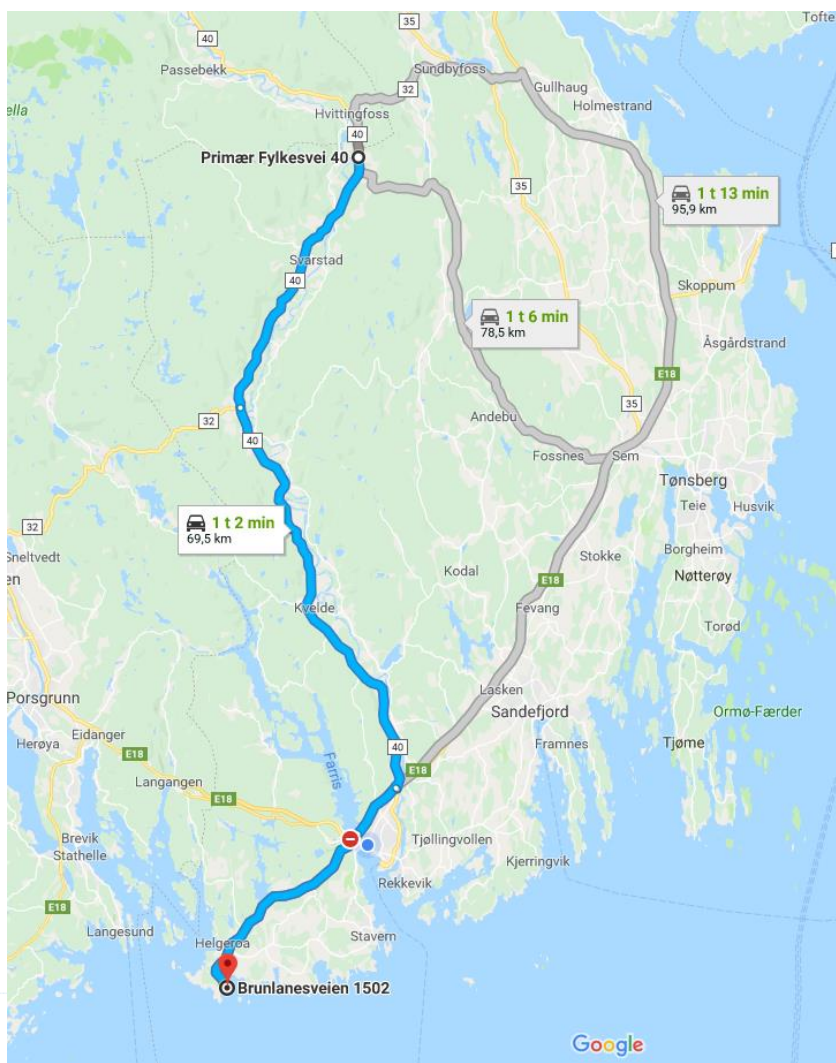 Tofte
35
40
Passebekk
Sundbyfoss
ella
32
Gullhaug
Holmestrand
Hvittingfoss
40
Primær Fylkesvei 40
35
1 t 13 min
95,9 km
Svarstad
40
Skoppum
1 t 6 min
78,5 km
Åsgårdstrand
E18
32
40
Andebu
35
Fossnes
Sem
Tønsberg
Teie
Husvik
1 t 2 min
69,5 km
32
Sneltvedt
en
Stokke
Borgheim
Kodal
E18
Nøtterøy
Kvelde
Fevang
Torød
Lasken
Porsgrunn
Sandefjord
Ormø-Færder
Eidanger
Herøya
40
Framnes
Tjøme
E18
Farris
E18
Langangen
E18
Brevik
Stathelle
Tjøllingvollen
Kjerringvik
Rekkevik
E18
Langesund
Helgeroa
Stavern
Brunlanesveien 1502
Google